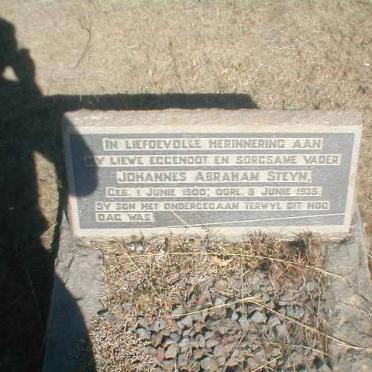 IN LIEFDEVOLLE HERINNERING AAN
MY LIEWE EGGENOOT EN SORGSAME VADER
JOHANNES ABRAHAM STEYN.
GEB. 1 JUNIE 1900; OORL. 8 JUNIE 1935
SY SON HET ONDERGEGAAN TERWYL DIT NOG
DAG WAS